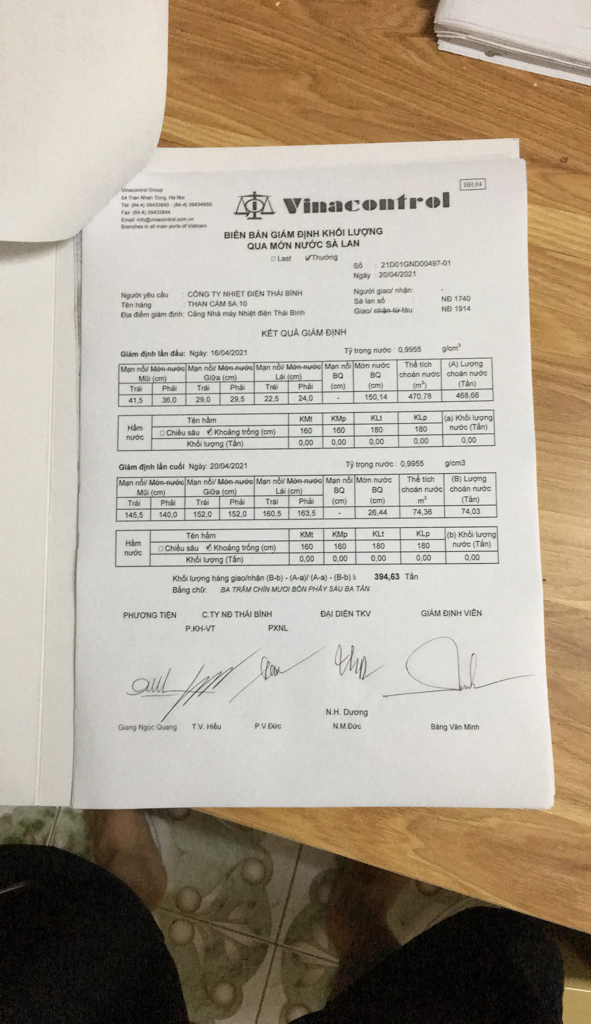 Vinacontrol Group
54 Tran Nhan Tong, Ha Noi
Tel: (84.4) 39433840 - (84.4) 39434950
Fax: (84.4) 39433844
Email: info@vinacontrol.com.vn
Branches in all main ports of Vietnam
Vinacontrol
BH.04
BIÊN BẢN GIÁM ĐỊNH KHỐI LƯỢNG
QUA MỚN NƯỚC SÀ LAN
□ Last ✓Thường
Số : 21D01GND00497-01
Ngày : 20/04/2021
Người yêu cầu : CÔNG TY NHIỆT ĐIỆN THÁI BÌNH
Người giao/ nhận: -
Tên hàng : THAN CÁM 5A.10
Sà lan số : NĐ 1740
Địa điểm giám định: Cảng Nhà máy Nhiệt điện Thái Bình
Giao/ nhận từ tàu: NĐ 1914
KẾT QUẢ GIÁM ĐỊNH
Giám định lần đầu: Ngày: 16/04/2021 Tỷ trọng nước : 0,9955 g/cm3
Mạn nổi/ Món nước Mũi (cm) Mạn nổi/ Món nước Giữa (cm) Mạn nổi/ Món nước Lái (cm) Mạn nổi BQ (cm) Món nước BQ (cm) Thể tích choán nước (m3) (A) Lượng choán nước (Tấn)
Trái Phải Trái Phải Trái Phải
41,5 36,0 29,0 29,5 22,5 24,0 - 150,14 470,78 468,66
Hầm nước Tên hầm KMt KMp KLt KLp (a) Khối lượng nước (Tấn)
□ Chiều sâu ✓ Khoảng trống (cm) 160 160 180 180
Khối lượng (Tấn) 0,00 0,00 0,00 0,00 0,00
Giám định lần cuối Ngày: 20/04/2021 Tỷ trọng nước : 0,9955 g/cm3
Mạn nổi/ Món nước Mũi (cm) Mạn nổi/ Món nước Giữa (cm) Mạn nổi/ Món nước Lái (cm) Mạn nổi BQ (cm) Món nước BQ (cm) Thể tích choán nước m3 (B) Lượng choán nước (Tấn)
Trái Phải Trái Phải Trái Phải
145,5 140,0 152,0 152,0 160,5 163,5 - 26,44 74,36 74,03
Hầm nước Tên hầm KMt KMp KLt KLp (b) Khối lượng nước (Tấn)
□ Chiều sâu ✓ Khoảng trống (cm) 160 160 180 180
Khối lượng (Tấn) 0,00 0,00 0,00 0,00 0,00
Khối lượng hàng giao/nhận (B-b) - (A-a)/ (A-a) - (B-b) l: 394,63 Tấn
Bằng chữ: BA TRĂM CHÍN MƯƠI BỐN PHẨY SÁU BA TẤN
PHƯƠNG TIỆN C.TY NĐ THÁI BÌNH ĐẠI DIỆN TKV GIÁM ĐỊNH VIÊN
P.KH-VT PXNL
N.H. Dương
Giang Ngọc Quang T.V. Hiếu P.V.Đức N.M.Đức Bàng Văn Minh